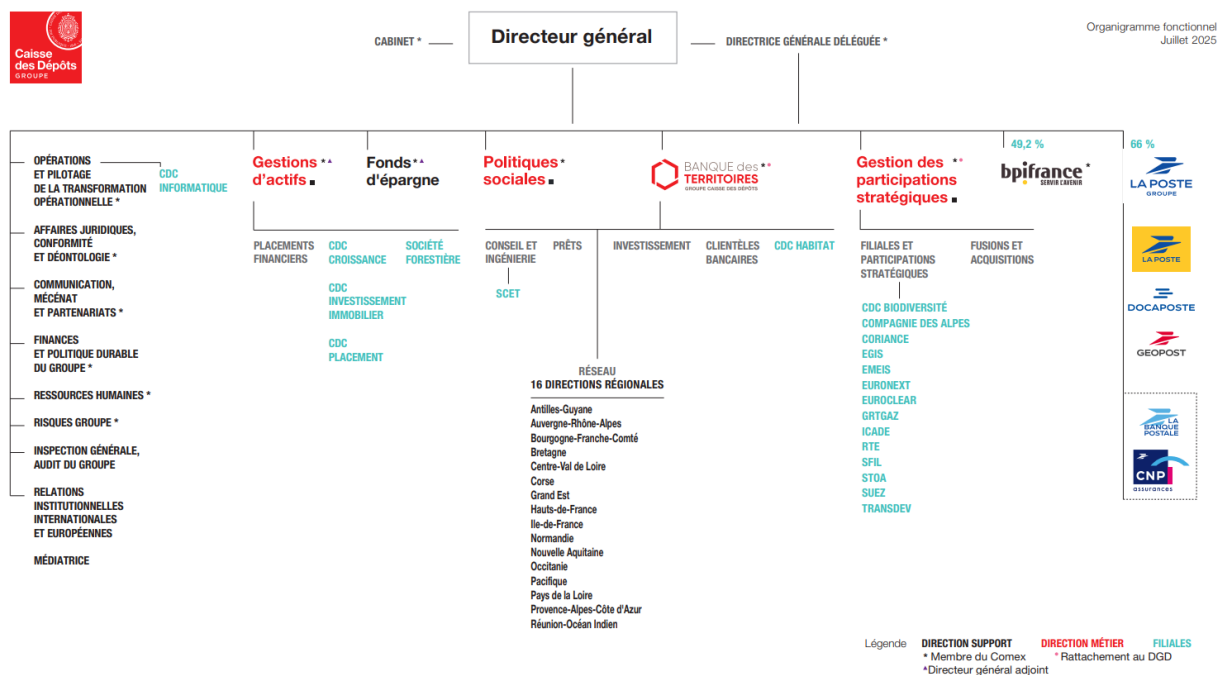 Caisse
des Dépôts
GROUPE
CABINET *
Directeur général
DIRECTRICE GÉNÉRALE DÉLÉGUÉE *
Organigramme fonctionnel
Juillet 2025
OPÉRATIONS
ET PILOTAGE
DE LA TRANSFORMATION
OPÉRATIONNELLE *
CDC
INFORMATIQUE
AFFAIRES JURIDIQUES,
CONFORMITÉ
ET DÉONTOLOGIE *
COMMUNICATION,
MÉCÉNAT
ET PARTENARIATS *
FINANCES
ET POLITIQUE DURABLE
DU GROUPE *
RESSOURCES HUMAINES *
RISQUES GROUPE *
INSPECTION GÉNÉRALE,
AUDIT DU GROUPE
RELATIONS
INSTITUTIONNELLES
INTERNATIONALES
ET EUROPÉENNES
MÉDIATRICE
Gestions *▲
d'actifs ■
Fonds *▲
d'épargne
PLACEMENTS
FINANCIERS
CDC
CROISSANCE
CDC
INVESTISSEMENT
IMMOBILIER
CDC
PLACEMENT
SOCIÉTÉ
FORESTIÈRE
Politiques *
sociales ■
BANQUE des **
TERRITOIRES
GROUPE CAISSE DES DÉPÔTS
CONSEIL ET
INGÉNIERIE
SCET
PRÊTS
INVESTISSEMENT
CLIENTÈLES
BANCAIRES
CDC HABITAT
RÉSEAU
16 DIRECTIONS RÉGIONALES
Antilles-Guyane
Auvergne-Rhône-Alpes
Bourgogne-Franche-Comté
Bretagne
Centre-Val de Loire
Corse
Grand Est
Hauts-de-France
Ile-de-France
Normandie
Nouvelle Aquitaine
Occitanie
Pacifique
Pays de la Loire
Provence-Alpes-Côte d'Azur
Réunion-Océan Indien
Gestion des **
participations
stratégiques ■
FILIALES ET
PARTICIPATIONS
STRATÉGIQUES
CDC BIODIVERSITÉ
COMPAGNIE DES ALPES
CORIANCE
EGIS
EMEIS
EURONEXT
EUROCLEAR
GRTGAZ
ICADE
RTE
SFIL
STOA
SUEZ
TRANSDEV
FUSIONS ET
ACQUISITIONS
49,2 %
bpifrance *
SERVIR L'AVENIR
66 %
LA POSTE
GROUPE
LA POSTE
DOCAPOSTE
GEOPOST
LA
BANQUE
POSTALE
CNP
assurances
Légende DIRECTION SUPPORT DIRECTION MÉTIER FILIALES
* Membre du Comex * Rattachement au DGD
▲Directeur général adjoint